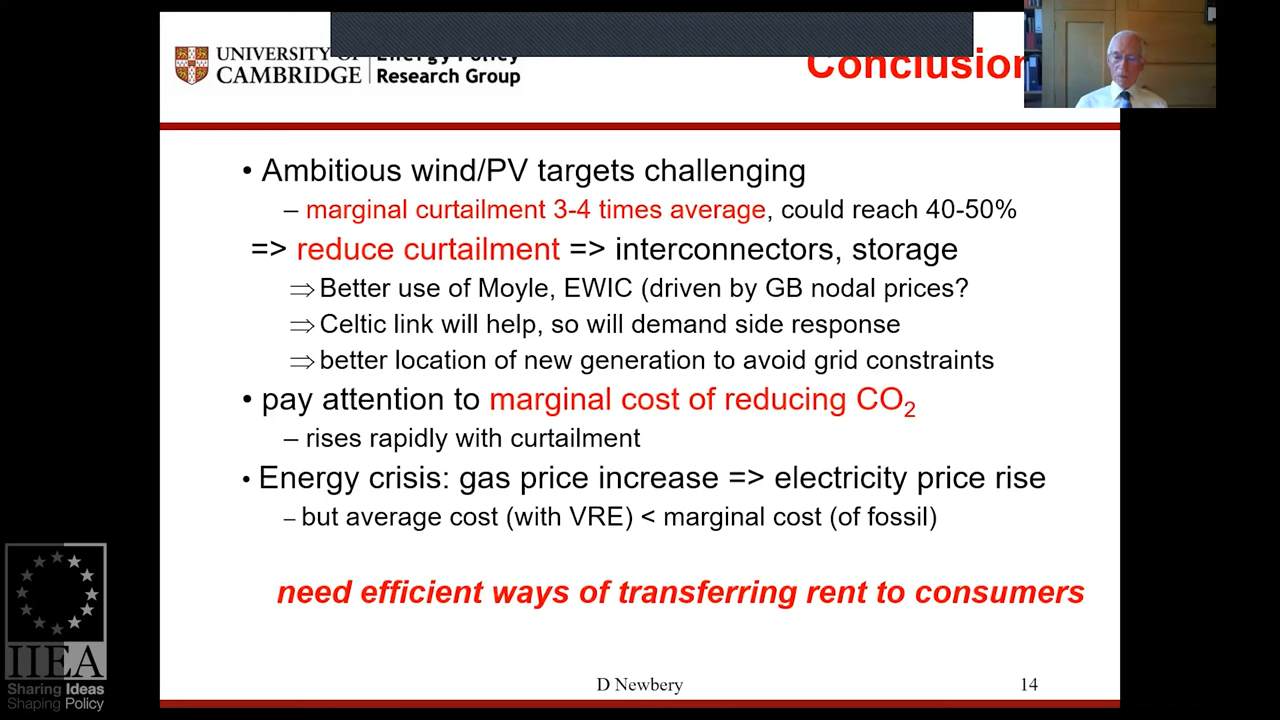 UNIVERSITY OF
CAMBRIDGE
Energy Policy
Research Group
Conclusion
• Ambitious wind/PV targets challenging
– marginal curtailment 3-4 times average, could reach 40-50%
=> reduce curtailment => interconnectors, storage
⇒ Better use of Moyle, EWIC (driven by GB nodal prices?
⇒ Celtic link will help, so will demand side response
⇒ better location of new generation to avoid grid constraints
• pay attention to marginal cost of reducing CO₂
– rises rapidly with curtailment
• Energy crisis: gas price increase => electricity price rise
– but average cost (with VRE) < marginal cost (of fossil)
need efficient ways of transferring rent to consumers
D Newbery
14
IIEA
Sharing Ideas
Shaping Policy